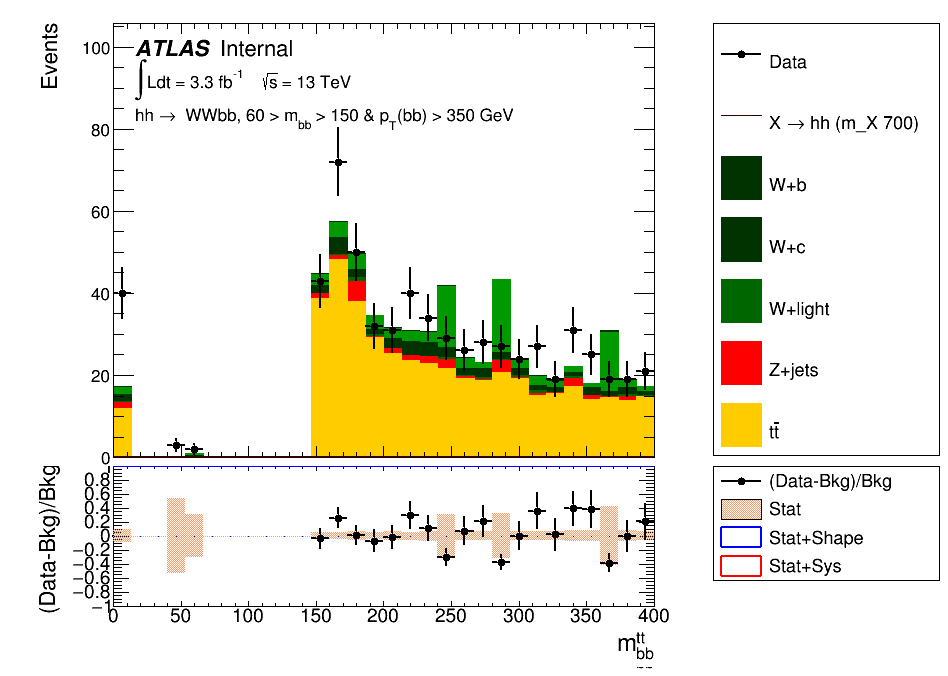 Events
ATLAS Internal
∫Ldt = 3.3 fb⁻¹ √s = 13 TeV
hh → WWbb, 60 > m_bb > 150 & p_T(bb) > 350 GeV
100
80
60
40
20
0
Data
X → hh (m_X 700)
W+b
W+c
W+light
Z+jets
tt̄
(Data-Bkg)/Bkg
0.8
0.6
0.4
0.2
0
−0.2
−0.4
−0.6
−0.8
−1
0 50 100 150 200 250 300 350 400
m^tt_bb
(Data-Bkg)/Bkg
Stat
Stat+Shape
Stat+Sys